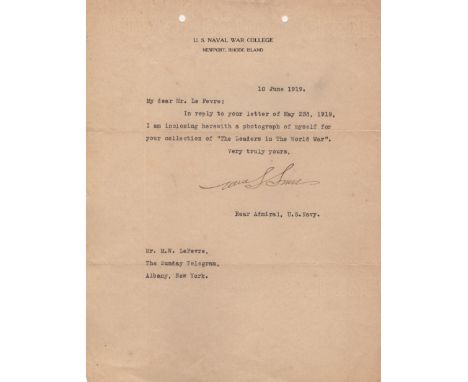 U. S. NAVAL WAR COLLEGE
NEWPORT, RHODE ISLAND
10 June 1919.
My dear Mr. Le Fevre:
In reply to your letter of May 23d, 1919,
I am inclosing herewith a photograph of myself for
your collection of "The Leaders in The World War".
Very truly yours,
Wm S Sims
Rear Admiral, U.S.Navy.
Mr. M.W. LeFevre,
The Sunday Telegram,
Albany, New York.